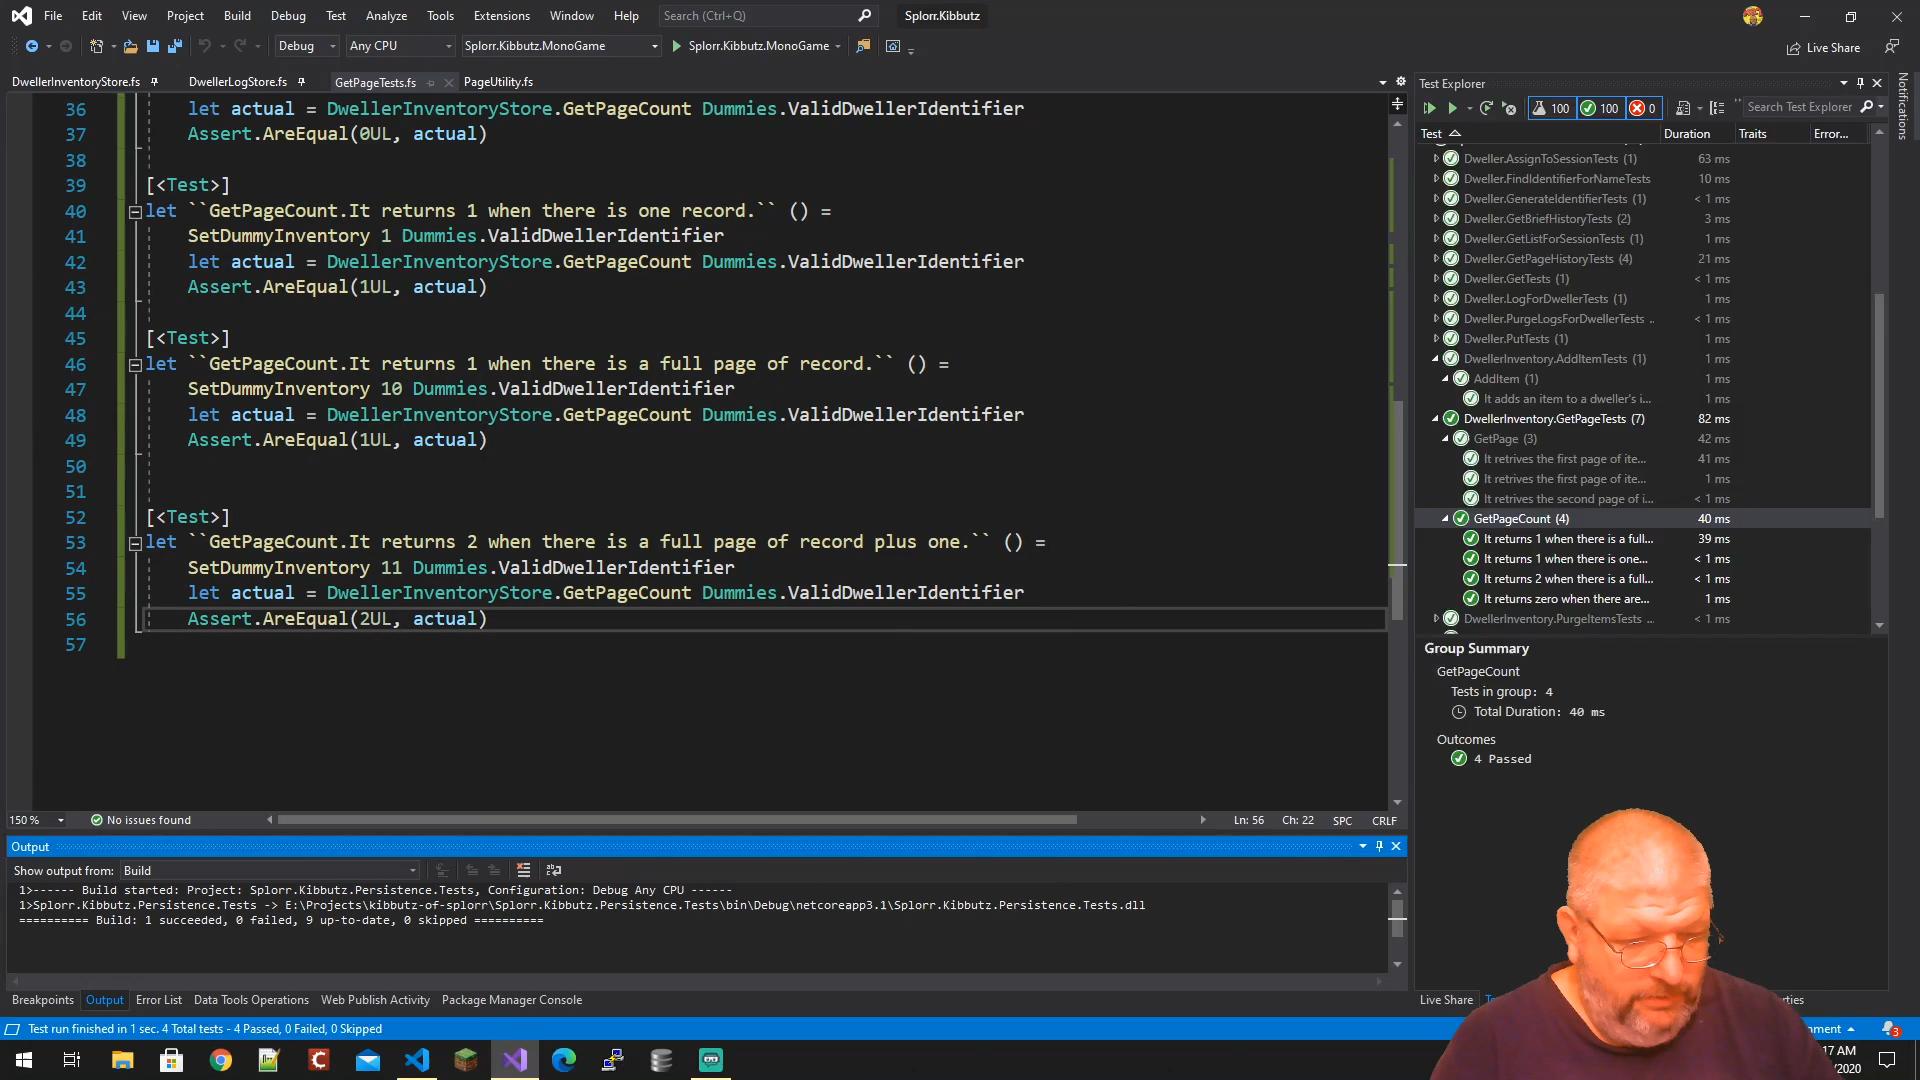 File Edit View Project Build Debug Test Analyze Tools Extensions Window Help Search (Ctrl+Q) Splorr.Kibbutz
Debug Any CPU Splorr.Kibbutz.MonoGame Splorr.Kibbutz.MonoGame Live Share
DwellerInventoryStore.fs DwellerLogStore.fs GetPageTests.fs PageUtility.fs
36 let actual = DwellerInventoryStore.GetPageCount Dummies.ValidDwellerIdentifier
37 Assert.AreEqual(0UL, actual)
38
39 [<Test>]
40 let ``GetPageCount.It returns 1 when there is one record.`` () =
41 SetDummyInventory 1 Dummies.ValidDwellerIdentifier
42 let actual = DwellerInventoryStore.GetPageCount Dummies.ValidDwellerIdentifier
43 Assert.AreEqual(1UL, actual)
44
45 [<Test>]
46 let ``GetPageCount.It returns 1 when there is a full page of record.`` () =
47 SetDummyInventory 10 Dummies.ValidDwellerIdentifier
48 let actual = DwellerInventoryStore.GetPageCount Dummies.ValidDwellerIdentifier
49 Assert.AreEqual(1UL, actual)
50
51
52 [<Test>]
53 let ``GetPageCount.It returns 2 when there is a full page of record plus one.`` () =
54 SetDummyInventory 11 Dummies.ValidDwellerIdentifier
55 let actual = DwellerInventoryStore.GetPageCount Dummies.ValidDwellerIdentifier
56 Assert.AreEqual(2UL, actual)
57
150 % No issues found Ln: 56 Ch: 22 SPC CRLF
Output
Show output from: Build
1>------ Build started: Project: Splorr.Kibbutz.Persistence.Tests, Configuration: Debug Any CPU ------
1>Splorr.Kibbutz.Persistence.Tests -> E:\Projects\kibbutz-of-splorr\Splorr.Kibbutz.Persistence.Tests\bin\Debug\netcoreapp3.1\Splorr.Kibbutz.Persistence.Tests.dll
========== Build: 1 succeeded, 0 failed, 9 up-to-date, 0 skipped ==========
Breakpoints Output Error List Data Tools Operations Web Publish Activity Package Manager Console
Test run finished in 1 sec. 4 Total tests - 4 Passed, 0 Failed, 0 Skipped
Test Explorer
100 100 0 Search Test Explorer
Test Duration Traits Error...
Dweller.AssignToSessionTests (1) 63 ms
Dweller.FindIdentifierForNameTests 10 ms
Dweller.GenerateIdentifierTests (1) < 1 ms
Dweller.GetBriefHistoryTests (2) 3 ms
Dweller.GetListForSessionTests (1) 1 ms
Dweller.GetPageHistoryTests (4) 21 ms
Dweller.GetTests (1) < 1 ms
Dweller.LogForDwellerTests (1) 1 ms
Dweller.PurgeLogsForDwellerTests .. < 1 ms
Dweller.PutTests (1) < 1 ms
DwellerInventory.AddItemTests (1) 1 ms
AddItem (1) 1 ms
It adds an item to a dweller's i... 1 ms
DwellerInventory.GetPageTests (7) 82 ms
GetPage (3) 42 ms
It retrives the first page of ite... 41 ms
It retrives the first page of ite... 1 ms
It retrives the second page of i... < 1 ms
GetPageCount (4) 40 ms
It returns 1 when there is a full... 39 ms
It returns 1 when there is one... < 1 ms
It returns 2 when there is a full... < 1 ms
It returns zero when there are... 1 ms
DwellerInventory.PurgeItemsTests ... < 1 ms
Group Summary
GetPageCount
Tests in group: 4
Total Duration: 40 ms
Outcomes
4 Passed
Live Share
Notifications
3
17 AM
/2020